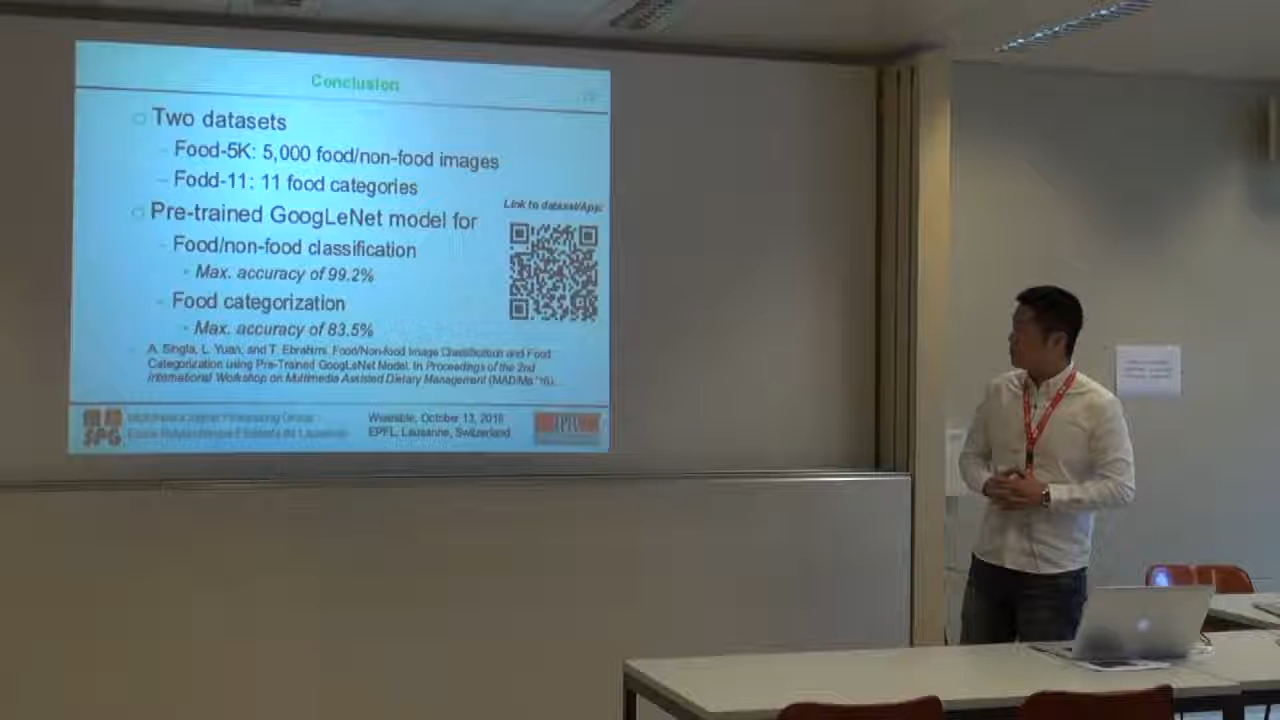 Conclusion
Two datasets
Food-5K: 5,000 food/non-food images
Fodd-11: 11 food categories
Link to dataset/App:
Pre-trained GoogLeNet model for
Food/non-food classification
Max. accuracy of 99.2%
Food categorization
Max. accuracy of 83.5%
A. Singla, L. Yuan, and T. Ebrahimi. Food/Non-food Image Classification and Food
Categorization using Pre-Trained GoogLeNet Model. In Proceedings of the 2nd
International Workshop on Multimedia Assisted Dietary Management (MADiMa '16).
Multimedia Signal Processing Group
Ecole Polytechnique Fédérale de Lausanne
SPG
October 13, 2016
EPFL, Lausanne, Switzerland